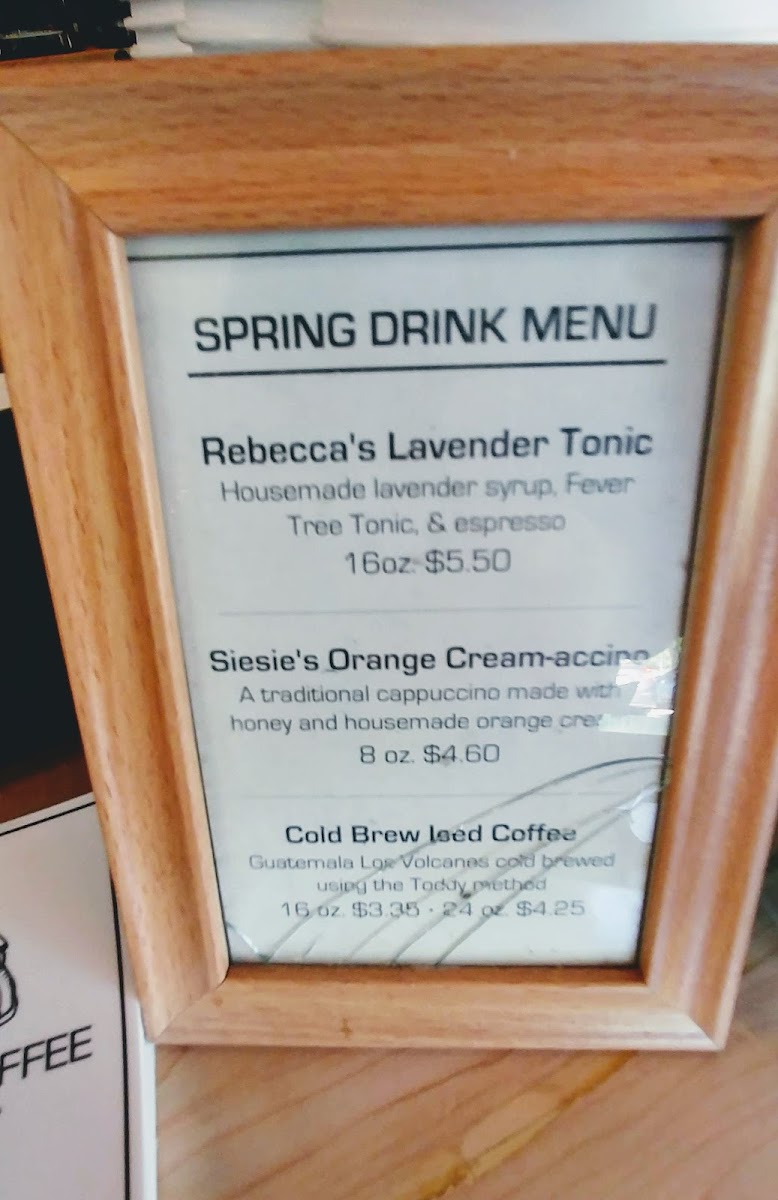 SPRING DRINK MENU
Rebecca's Lavender Tonic
Housemade lavender syrup, Fever
Tree Tonic, & espresso
16oz. $5.50
Siesie's Orange Cream-accino
A traditional cappuccino made with
honey and housemade orange
8 oz. $4.60
Cold Brew Iced Coffee
Guatemala Los Volcanes cold brewed
using the Toddy method
16 oz. $3.35 · 24 oz. $4.25
FFEE